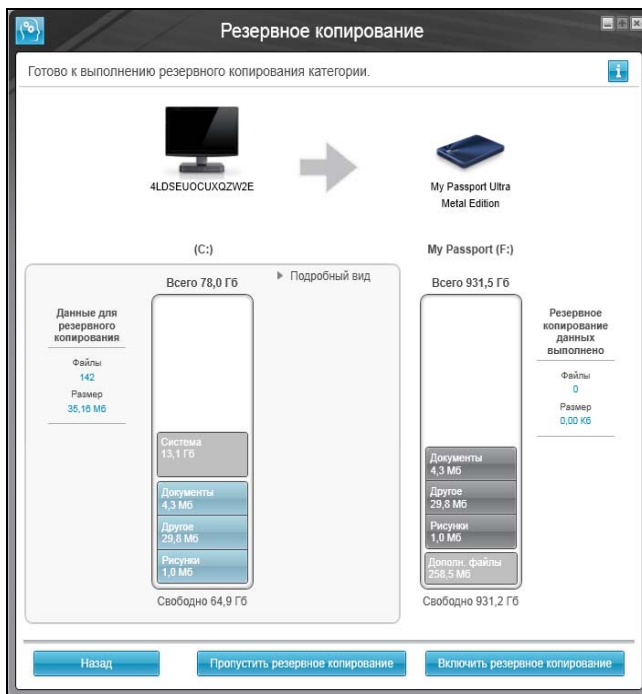 Резервное копирование
Готово к выполнению резервного копирования категории.
4LDSEUOCUXQZW2E
My Passport Ultra
Metal Edition
(C:)
My Passport (F:)
Всего 78,0 Гб
Подробный вид
Всего 931,5 Гб
Данные для
резервного
копирования
Файлы
142
Размер
35,16 Мб
Система
13,1 Гб
Документы
4,3 Мб
Другое
29,8 Мб
Рисунки
1,0 Мб
Свободно 64,9 Гб
Документы
4,3 Мб
Другое
29,8 Мб
Рисунки
1,0 Мб
Дополн. файлы
258,5 Мб
Свободно 931,2 Гб
Резервное
копирование
данных
выполнено
Файлы
0
Размер
0,00 Кб
Назад
Пропустить резервное копирование
Включить резервное копирование